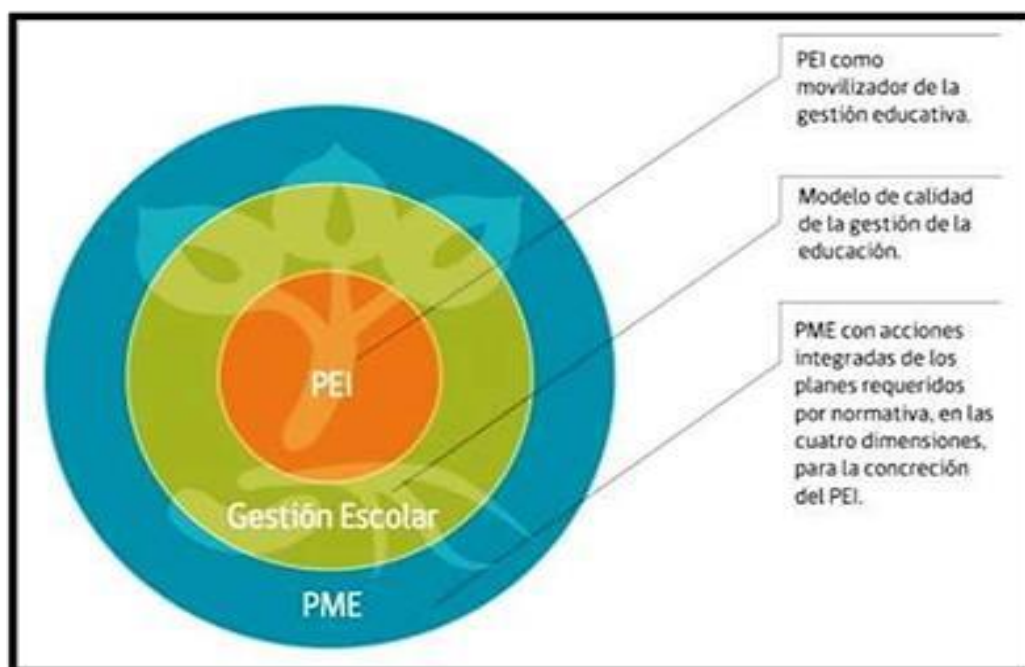 PEI como
movilizador de la
gestión educativa.
Modelo de calidad
de la gestión de la
educación.
PME con acciones
integradas de los
planes requeridos
por normativa, en las
cuatro dimensiones,
para la concreción
del PEI.
PEI
Gestión Escolar
PME